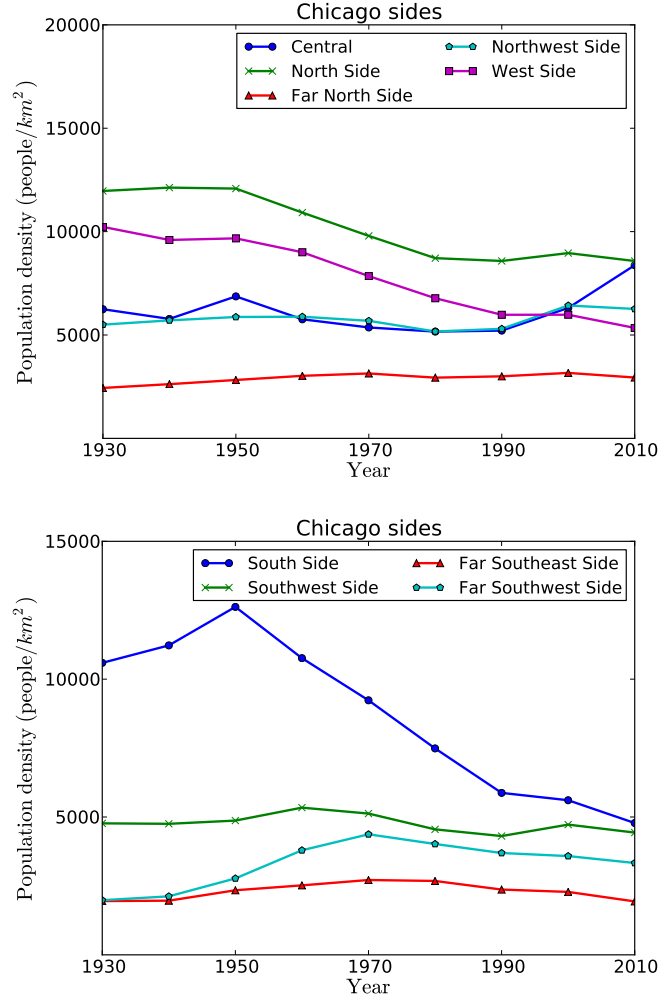 Chicago sides
20000
15000
10000
5000
Population density (people/km²)
Central
North Side
Far North Side
Northwest Side
West Side
1930 1950 1970 1990 2010
Year
Chicago sides
15000
10000
5000
Population density (people/km²)
South Side
Southwest Side
Far Southeast Side
Far Southwest Side
1930 1950 1970 1990 2010
Year